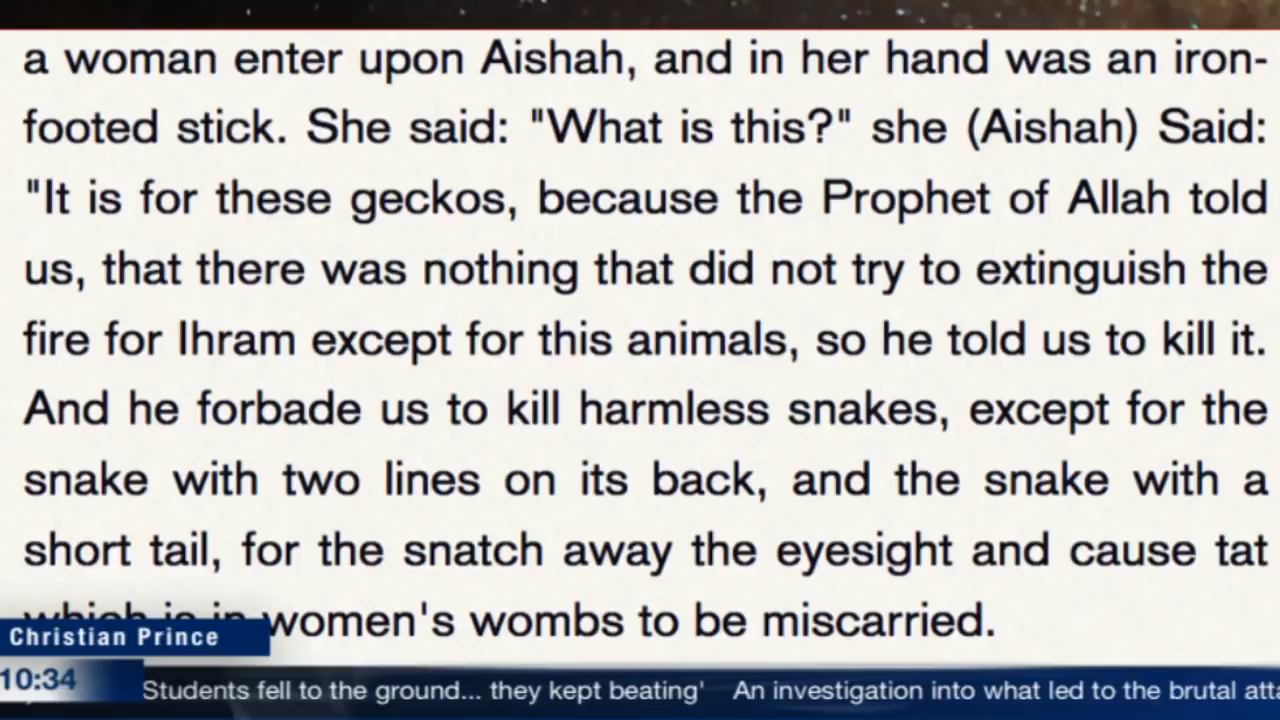 a woman enter upon Aishah, and in her hand was an iron-
footed stick. She said: "What is this?" she (Aishah) Said:
"It is for these geckos, because the Prophet of Allah told
us, that there was nothing that did not try to extinguish the
fire for Ihram except for this animals, so he told us to kill it.
And he forbade us to kill harmless snakes, except for the
snake with two lines on its back, and the snake with a
short tail, for the snatch away the eyesight and cause tat
which is in women's wombs to be miscarried.
Christian Prince
10:34
Students fell to the ground... they kept beating' An investigation into what led to the brutal atta